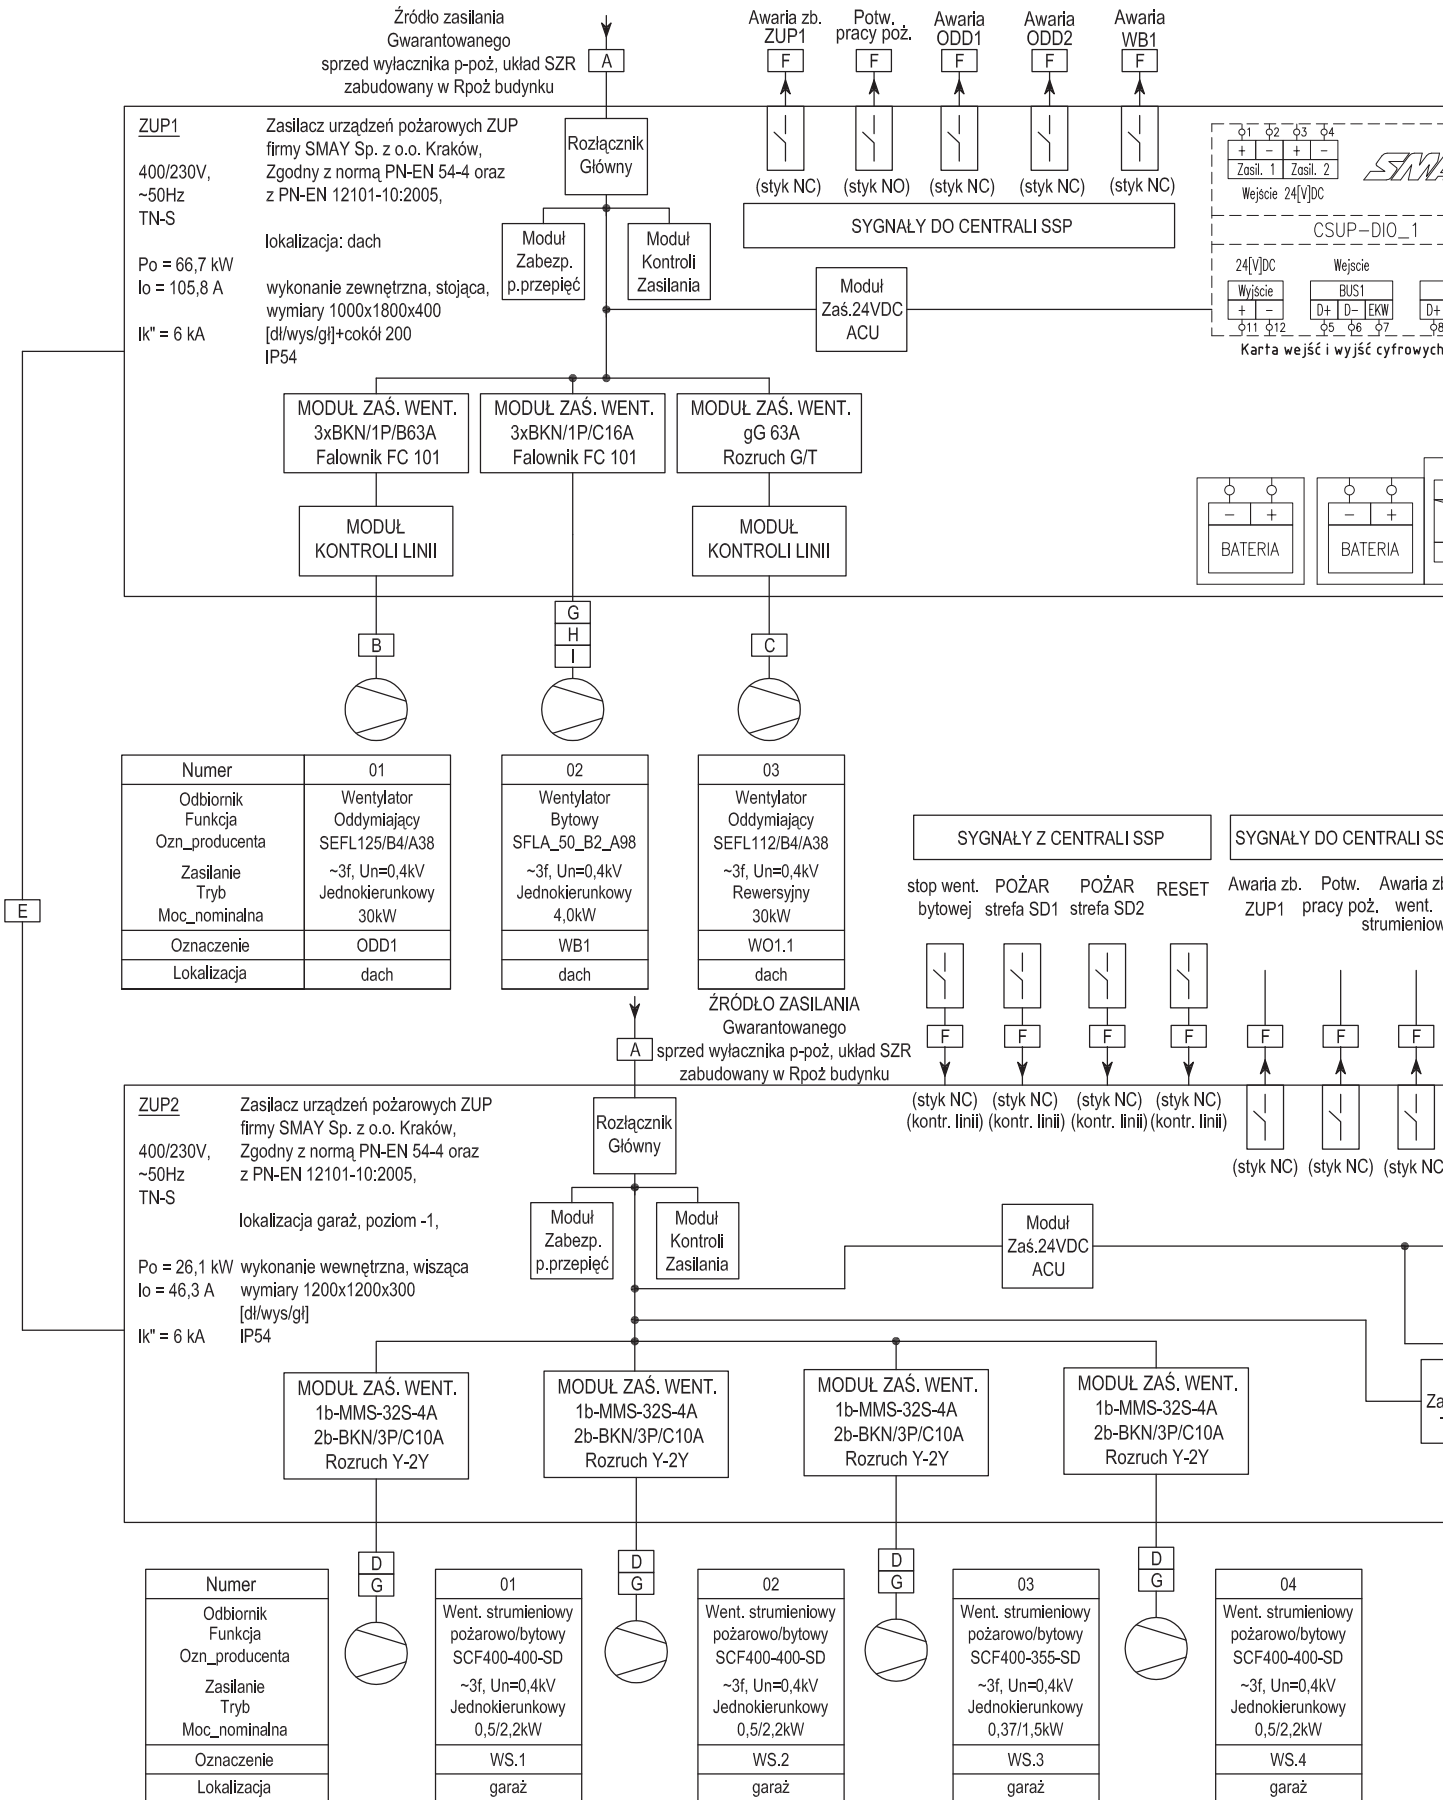 Źródło zasilania
Gwarantowanego
sprzed wyłacznika p-poż, układ SZR
zabudowany w Rpoż budynku
A
Awaria zb.
ZUP1
F
(styk NC)
Potw.
pracy poż.
F
(styk NO)
Awaria
ODD1
F
(styk NC)
Awaria
ODD2
F
(styk NC)
Awaria
WB1
F
(styk NC)
SYGNAŁY DO CENTRALI SSP
ZUP1
400/230V,
~50Hz
TN-S
Po = 66,7 kW
Io = 105,8 A
Ik" = 6 kA
Zasilacz urządzeń pożarowych ZUP
firmy SMAY Sp. z o.o. Kraków,
Zgodny z normą PN-EN 54-4 oraz
z PN-EN 12101-10:2005,
lokalizacja: dach
wykonanie zewnętrzna, stojąca,
wymiary 1000x1800x400
[dł/wys/gł]+cokół 200
IP54
Rozłącznik
Główny
Moduł
Zabezp.
p.przepięć
Moduł
Kontroli
Zasilania
Moduł
Zaś.24VDC
ACU
1 2 3 4
+ - + -
Zasil. 1 Zasil. 2
Wejście 24[V]DC
CSUP-DIO_1
24[V]DC
Wyjście
+ -
11 12
Wejscie
BUS1
D+ D- EKW
5 6 7
D+
8
Karta wejść i wyjść cyfrowych
MODUŁ ZAŚ. WENT.
3xBKN/1P/B63A
Falownik FC 101
MODUŁ ZAŚ. WENT.
3xBKN/1P/C16A
Falownik FC 101
MODUŁ ZAŚ. WENT.
gG 63A
Rozruch G/T
MODUŁ
KONTROLI LINII
MODUŁ
KONTROLI LINII
- +
BATERIA
- +
BATERIA
B
G
H
I
C
E
Numer 01 02 03
Odbiornik Wentylator Wentylator Wentylator
Funkcja Oddymiający Bytowy Oddymiający
Ozn_producenta SEFL125/B4/A38 SFLA_50_B2_A98 SEFL112/B4/A38
Zasilanie ~3f, Un=0,4kV ~3f, Un=0,4kV ~3f, Un=0,4kV
Tryb Jednokierunkowy Jednokierunkowy Rewersyjny
Moc_nominalna 30kW 4,0kW 30kW
Oznaczenie ODD1 WB1 WO1.1
Lokalizacja dach dach dach
SYGNAŁY Z CENTRALI SSP
stop went.
bytowej
F
(styk NC)
(kontr. linii)
POŻAR
strefa SD1
F
(styk NC)
(kontr. linii)
POŻAR
strefa SD2
F
(styk NC)
(kontr. linii)
RESET
F
(styk NC)
(kontr. linii)
SYGNAŁY DO CENTRALI
Awaria zb.
ZUP1
F
(styk NC)
Potw.
pracy poż.
F
(styk NC)
Awaria
went.
F
(styk NC
ŹRÓDŁO ZASILANIA
Gwarantowanego
sprzed wyłacznika p-poż, układ SZR
zabudowany w Rpoż budynku
A
ZUP2
400/230V,
~50Hz
TN-S
Po = 26,1 kW
Io = 46,3 A
Ik" = 6 kA
Zasilacz urządzeń pożarowych ZUP
firmy SMAY Sp. z o.o. Kraków,
Zgodny z normą PN-EN 54-4 oraz
z PN-EN 12101-10:2005,
lokalizacja garaż, poziom -1,
wykonanie wewnętrzna, wisząca
wymiary 1200x1200x300
[dł/wys/gł]
IP54
Rozłącznik
Główny
Moduł
Zabezp.
p.przepięć
Moduł
Kontroli
Zasilania
Moduł
Zaś.24VDC
ACU
MODUŁ ZAŚ. WENT.
1b-MMS-32S-4A
2b-BKN/3P/C10A
Rozruch Y-2Y
MODUŁ ZAŚ. WENT.
1b-MMS-32S-4A
2b-BKN/3P/C10A
Rozruch Y-2Y
MODUŁ ZAŚ. WENT.
1b-MMS-32S-4A
2b-BKN/3P/C10A
Rozruch Y-2Y
MODUŁ ZAŚ. WENT.
1b-MMS-32S-4A
2b-BKN/3P/C10A
Rozruch Y-2Y
D
G
D
G
D
G
D
G
Numer 01 02 03 04
Odbiornik Went. strumieniowy Went. strumieniowy Went. strumieniowy Went. strumieniowy
Funkcja pożarowo/bytowy pożarowo/bytowy pożarowo/bytowy pożarowo/bytowy
Ozn_producenta SCF400-400-SD SCF400-400-SD SCF400-355-SD SCF400-400-SD
Zasilanie ~3f, Un=0,4kV ~3f, Un=0,4kV ~3f, Un=0,4kV ~3f, Un=0,4kV
Tryb Jednokierunkowy Jednokierunkowy Jednokierunkowy Jednokierunkowy
Moc_nominalna 0,5/2,2kW 0,5/2,2kW 0,37/1,5kW 0,5/2,2kW
Oznaczenie WS.1 WS.2 WS.3 WS.4
Lokalizacja garaż garaż garaż garaż